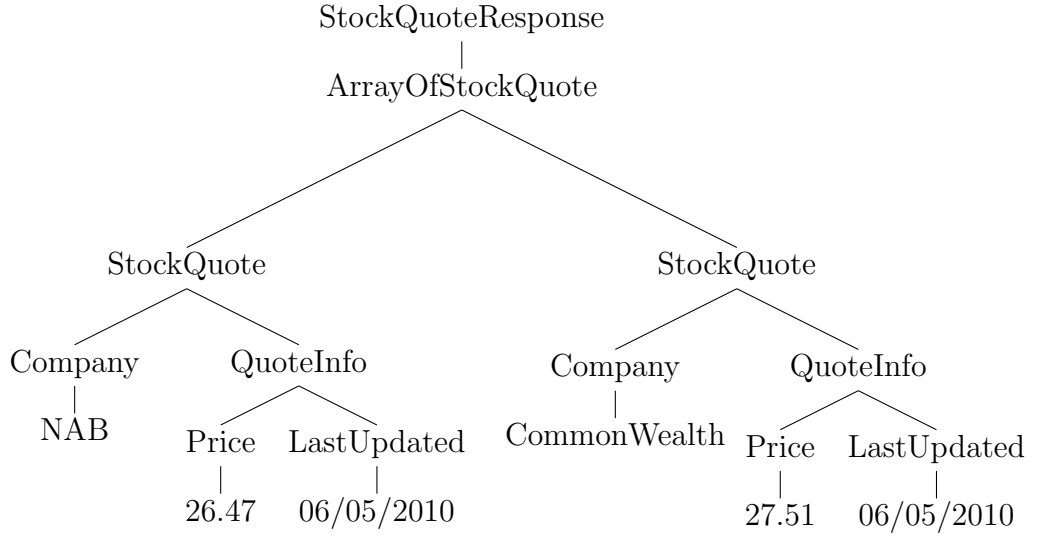 StockQuoteResponse
ArrayOfStockQuote
StockQuote StockQuote
Company QuoteInfo Company QuoteInfo
NAB Price LastUpdated CommonWealth Price LastUpdated
26.47 06/05/2010 27.51 06/05/2010